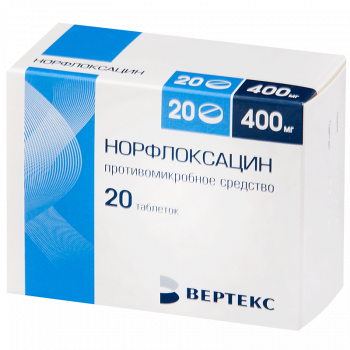 НОРФЛОКСАЦИН
20 400 мг
20 400 мг
НОРФЛОКСАЦИН
противомикробное средство
20 таблеток
ВЕРТЕКС